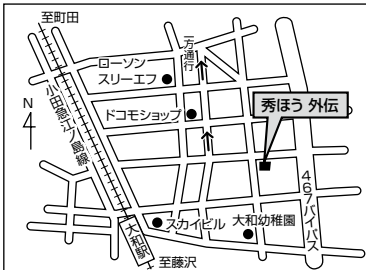 至町田
一方通行
ローソン
スリーエフ
小田急江ノ島線
N
ドコモショップ
秀ほう 外伝
467バイパス
スカイビル
大和幼稚園
大和駅
至藤沢